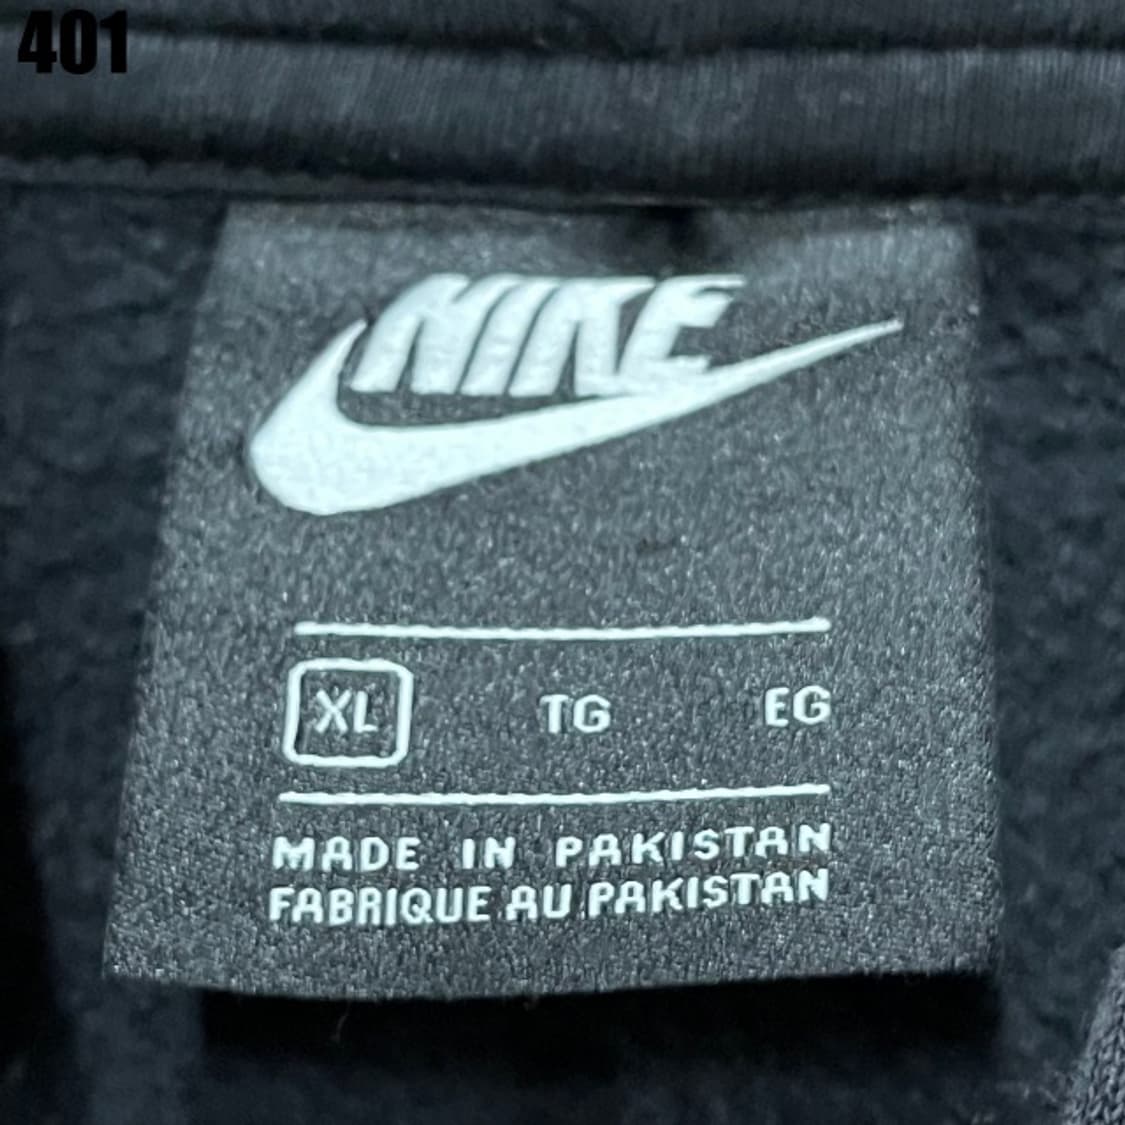 401
NIKE
XL TG EG
MADE IN PAKISTAN
FABRIQUE AU PAKISTAN